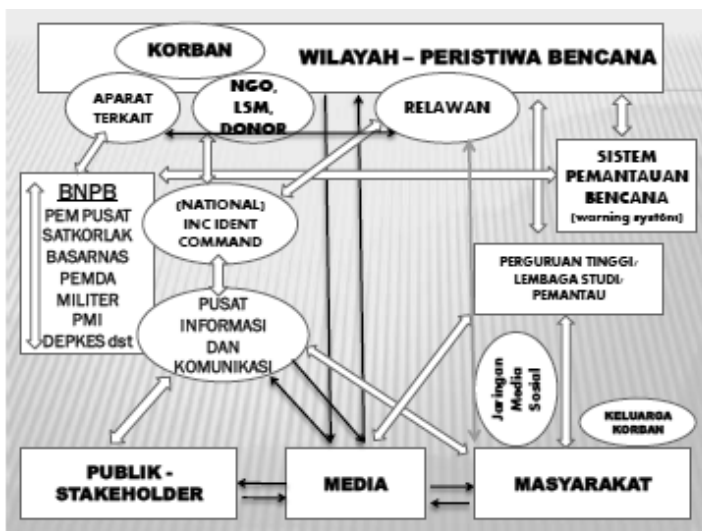 KORBAN
WILAYAH – PERISTIWA BENCANA
APARAT
TERKAIT
NGO,
LSM,
DONOR
RELAWAN
SISTEM
PEMANTAUAN
BENCANA
(warning system)
BNPB
PEM PUSAT
SATKORLAK
BASARNAS
PEMDA
MILITER
PMI
DEPKES dst
(NATIONAL)
INC IDENT
COMMAND
PERGURUAN TINGGI/
LEMBAGA STUDI/
PEMANTAU
PUSAT
INFORMASI
DAN
KOMUNIKASI
Jaringan
Media
Sosial
KELUARGA
KORBAN
PUBLIK -
STAKEHOLDER
MEDIA
MASYARAKAT